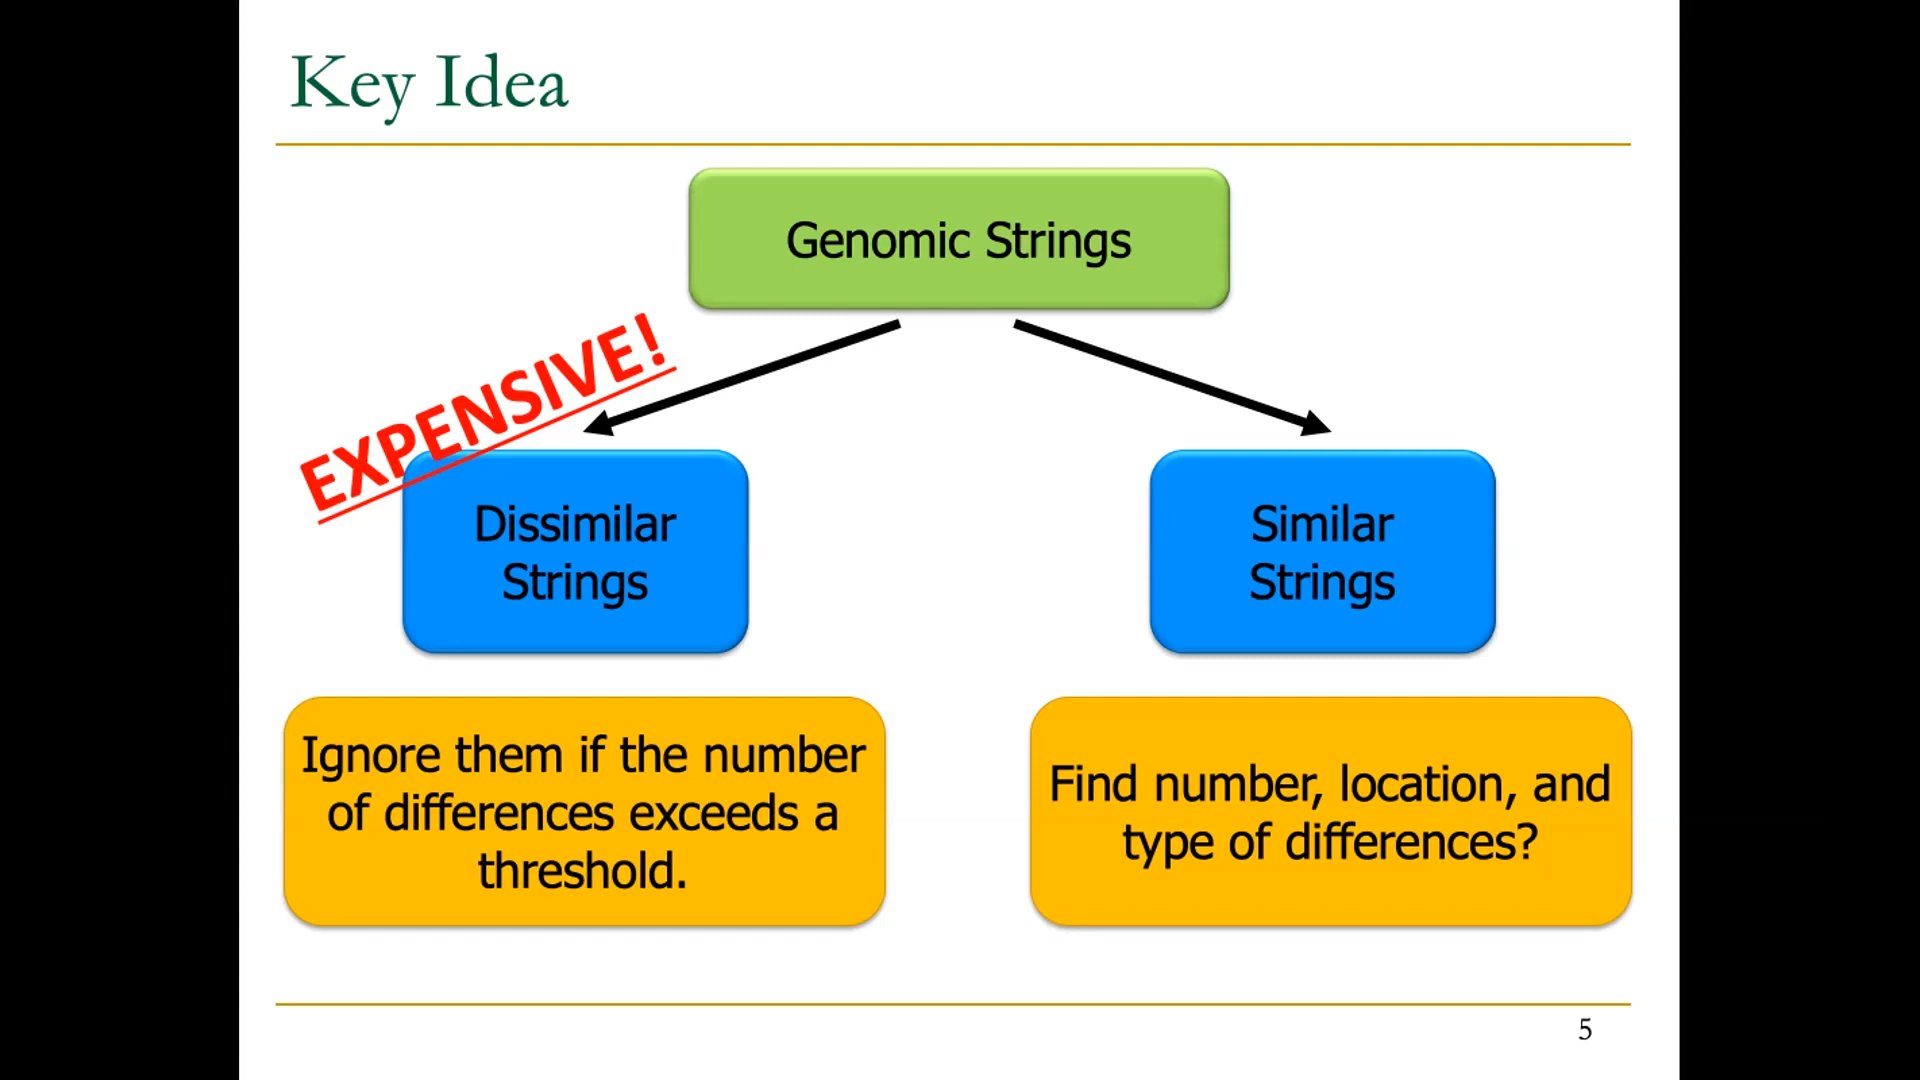 Key Idea
Genomic Strings
EXPENSIVE!
Dissimilar
Strings
Similar
Strings
Ignore them if the number
of differences exceeds a
threshold.
Find number, location, and
type of differences?
5